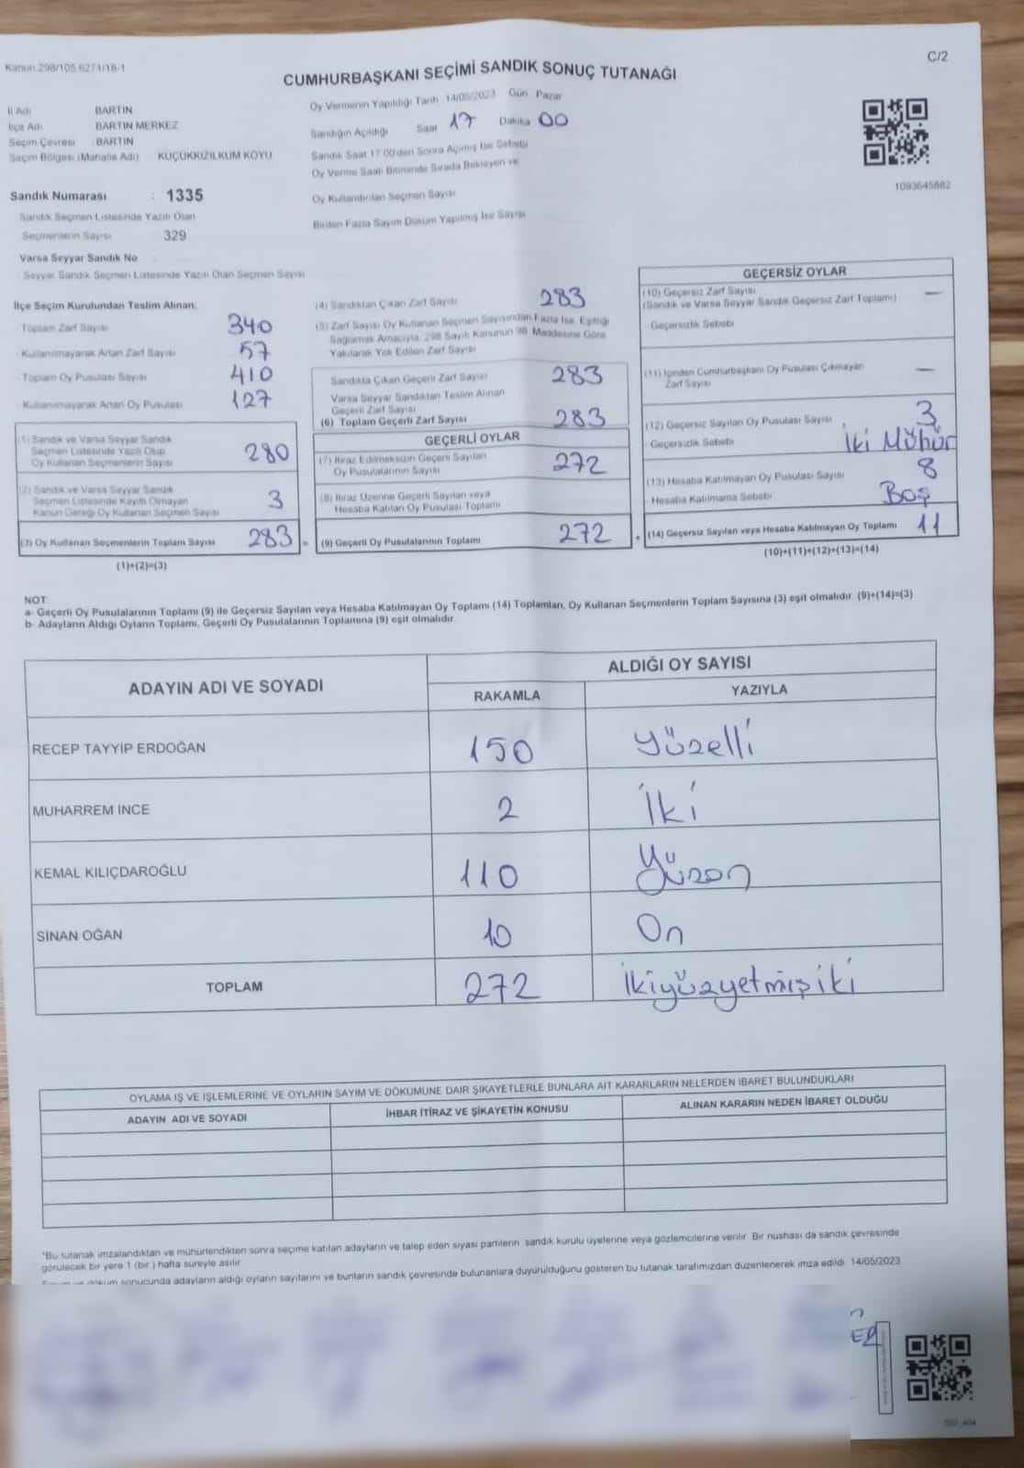 Kanun 298/105 6271/18-1
C/2
CUMHURBAŞKANI SEÇİMİ SANDIK SONUÇ TUTANAĞI
İl Adı BARTIN
İlçe Adı BARTIN MERKEZ
Seçim Çevresi : BARTIN
Seçim Bölgesi (Mahalle Adı) KÜÇÜKKIZILKUM KÖYÜ
Sandık Numarası : 1335
Sandık Seçmen Listesinde Yazılı Olan
Seçmenlerin Sayısı 329
Varsa Seyyar Sandık No
Seyyar Sandık Seçmen Listesinde Yazılı Olan Seçmen Sayısı
Oy Vermenin Yapıldığı Tarih 14/05/2023 Gün Pazar
Sandığın Açıldığı Saat 17 Dakika 00
Sandık Saat 17.00'den Sonra Açılmış İse Sebebi
Oy Verme Saati Bitiminde Sırada Bekleyen ve
Oy Kullandırılan Seçmen Sayısı
Birden Fazla Sayım Döküm Yapılmış İse Sayısı
1093645882
İlçe Seçim Kurulundan Teslim Alınan:
Toplam Zarf Sayısı 340
Kullanılmayarak Artan Zarf Sayısı 57
Toplam Oy Pusulası Sayısı 410
Kullanılmayarak Artan Oy Pusulası 127
(1) Sandık ve Varsa Seyyar Sandık
Seçmen Listesinde Yazılı Olup
Oy Kullanan Seçmenlerin Sayısı 280
(2) Sandık ve Varsa Seyyar Sandık
Seçmen Listesinde Kayıtlı Olmayan
Kanun Gereği Oy Kullanan Seçmen Sayısı 3
(3) Oy Kullanan Seçmenlerin Toplam Sayısı 283
(1)+(2)=(3)
(4) Sandıktan Çıkan Zarf Sayısı 283
(5) Zarf Sayısı Oy Kullanan Seçmen Sayısından Fazla İse, Eşitliği
Sağlamak Amacıyla, 298 Sayılı Kanunun 98. Maddesine Göre
Yakılarak Yok Edilen Zarf Sayısı
Sandıkta Çıkan Geçerli Zarf Sayısı 283
Varsa Seyyar Sandıktan Teslim Alınan
Geçerli Zarf Sayısı
(6) Toplam Geçerli Zarf Sayısı 283
GEÇERLİ OYLAR
(7) İtiraz Edilmeksizin Geçerli Sayılan
Oy Pusulalarının Sayısı 272
(8) İtiraz Üzerine Geçerli Sayılan veya
Hesaba Katılan Oy Pusulası Toplamı
(9) Geçerli Oy Pusulalarının Toplamı 272
GEÇERSİZ OYLAR
(10) Geçersiz Zarf Sayısı —
(Sandık ve Varsa Seyyar Sandık Geçersiz Zarf Toplamı)
Geçersizlik Sebebi
(11) İçinden Cumhurbaşkanı Oy Pusulası Çıkmayan
Zarf Sayısı —
(12) Geçersiz Sayılan Oy Pusulası Sayısı 3
Geçersizlik Sebebi İki Mühür
(13) Hesaba Katılmayan Oy Pusulası Sayısı 8
Hesaba Katılmama Sebebi Boş
(14) Geçersiz Sayılan veya Hesaba Katılmayan Oy Toplamı 11
(10)+(11)+(12)+(13)=(14)
NOT:
a- Geçerli Oy Pusulalarının Toplamı (9) ile Geçersiz Sayılan veya Hesaba Katılmayan Oy Toplamı (14) Toplamları, Oy Kullanan Seçmenlerin Toplam Sayısına (3) eşit olmalıdır. (9)+(14)=(3)
b- Adayların Aldığı Oyların Toplamı, Geçerli Oy Pusulalarının Toplamına (9) eşit olmalıdır.
ADAYIN ADI VE SOYADI
ALDIĞI OY SAYISI
RAKAMLA YAZIYLA
RECEP TAYYİP ERDOĞAN 150 Yüzelli
MUHARREM İNCE 2 İki
KEMAL KILIÇDAROĞLU 110 Yüzon
SİNAN OĞAN 10 On
TOPLAM 272 İkiyüzyetmişiki
OYLAMA İŞ VE İŞLEMLERİNE VE OYLARIN SAYIM VE DÖKÜMÜNE DAİR ŞİKAYETLERLE BUNLARA AİT KARARLARIN NELERDEN İBARET BULUNDUKLARI
ADAYIN ADI VE SOYADI İHBAR İTİRAZ VE ŞİKAYETİN KONUSU ALINAN KARARIN NEDEN İBARET OLDUĞU
*Bu tutanak imzalandıktan ve mühürlendikten sonra seçime katılan adayların ve talep eden siyasi partilerin sandık kurulu üyelerine veya gözlemcilerine verilir. Bir nushası da sandık çevresinde
görülecek bir yere 1 (bir) hafta süreyle asılır.
döküm sonucunda adayların aldığı oyların sayılarını ve bunların sandık çevresinde bulunanlara duyurulduğunu gösteren bu tutanak tarafımızdan düzenlenerek imza edildi. 14/05/2023